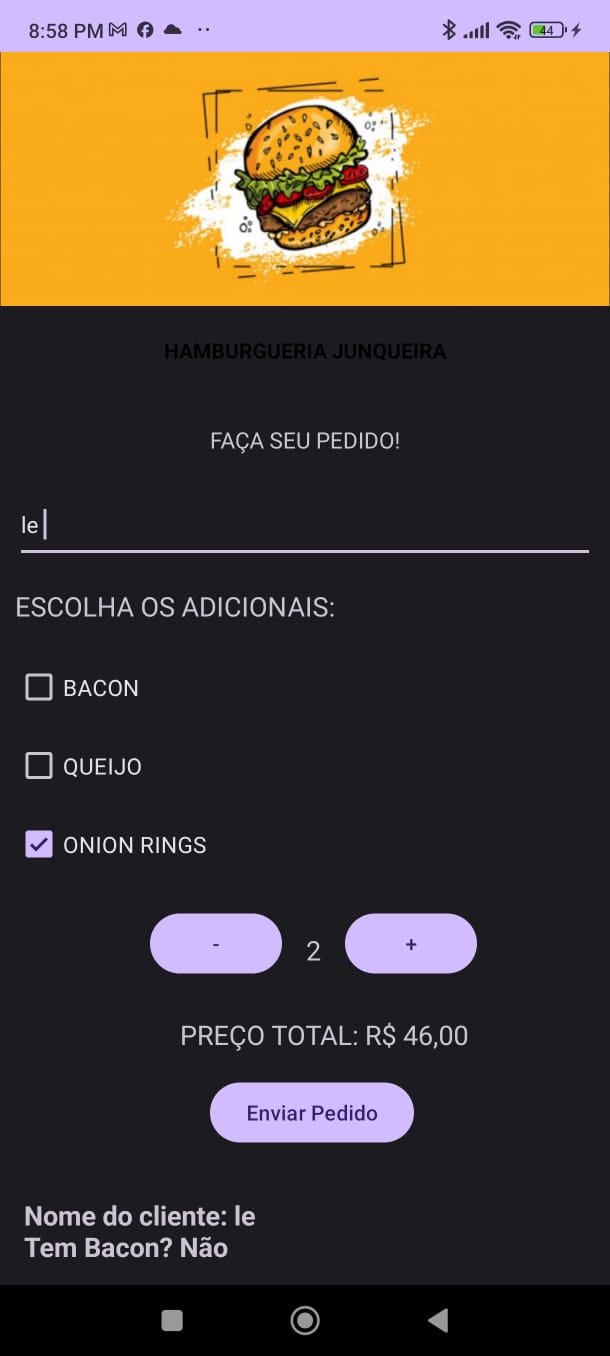 8:58 PM
44
HAMBURGUERIA JUNQUEIRA
FAÇA SEU PEDIDO!
le
ESCOLHA OS ADICIONAIS:
BACON
QUEIJO
ONION RINGS
- 2 +
PREÇO TOTAL: R$ 46,00
Enviar Pedido
Nome do cliente: le
Tem Bacon? Não